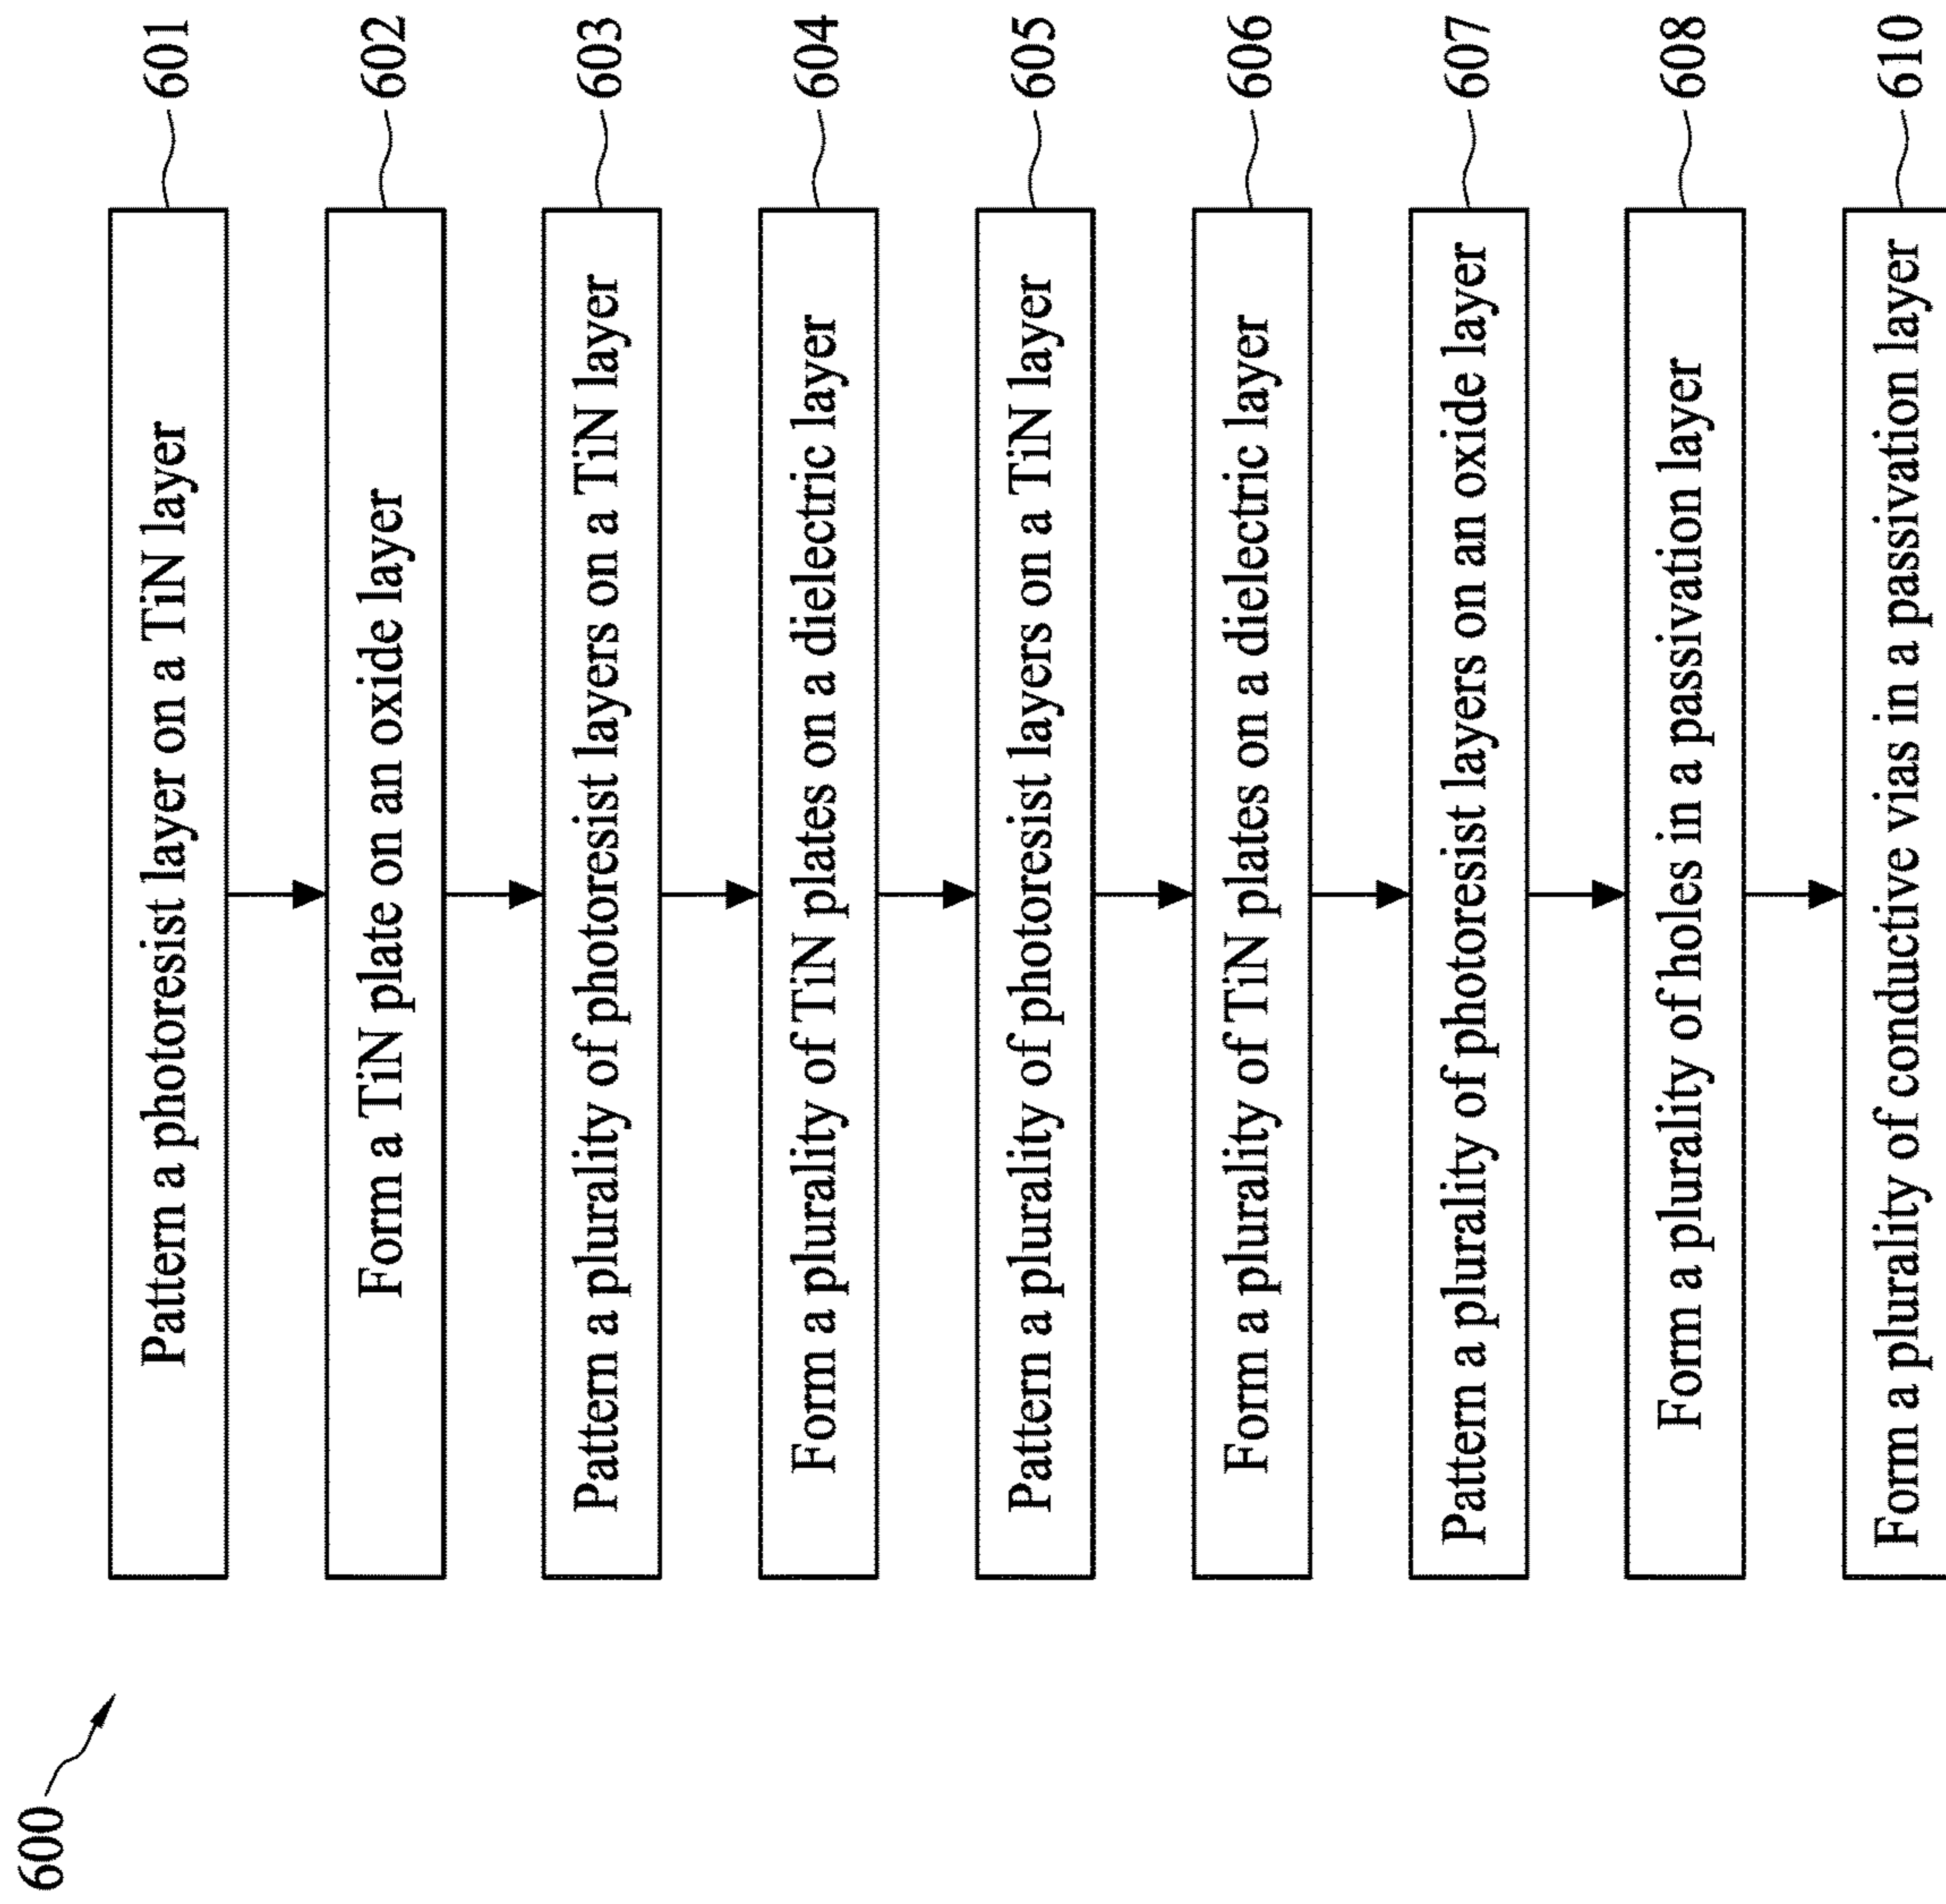 600
Pattern a photoresist layer on a TiN layer
601
Form a TiN plate on an oxide layer
602
Pattern a plurality of photoresist layers on a TiN layer
603
Form a plurality of TiN plates on a dielectric layer
604
Pattern a plurality of photoresist layers on a TiN layer
605
Form a plurality of TiN plates on a dielectric layer
606
Pattern a plurality of photoresist layers on an oxide layer
607
Form a plurality of holes in a passivation layer
608
Form a plurality of conductive vias in a passivation layer
610